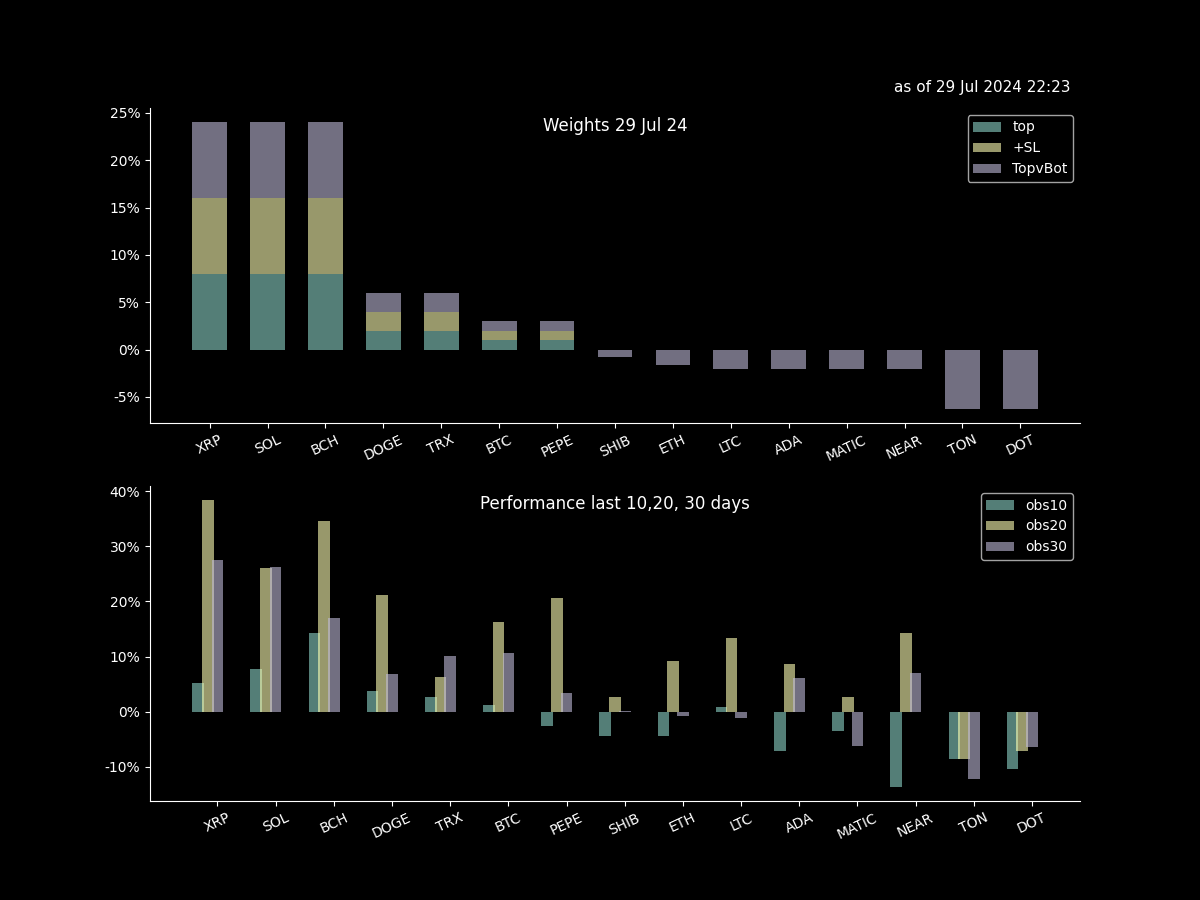 as of 29 Jul 2024 22:23
Weights 29 Jul 24
top
+SL
TopvBot
25%
20%
15%
10%
5%
0%
-5%
XRP SOL BCH DOGE TRX BTC PEPE SHIB ETH LTC ADA MATIC NEAR TON DOT
Performance last 10,20, 30 days
obs10
obs20
obs30
40%
30%
20%
10%
0%
-10%
XRP SOL BCH DOGE TRX BTC PEPE SHIB ETH LTC ADA MATIC NEAR TON DOT